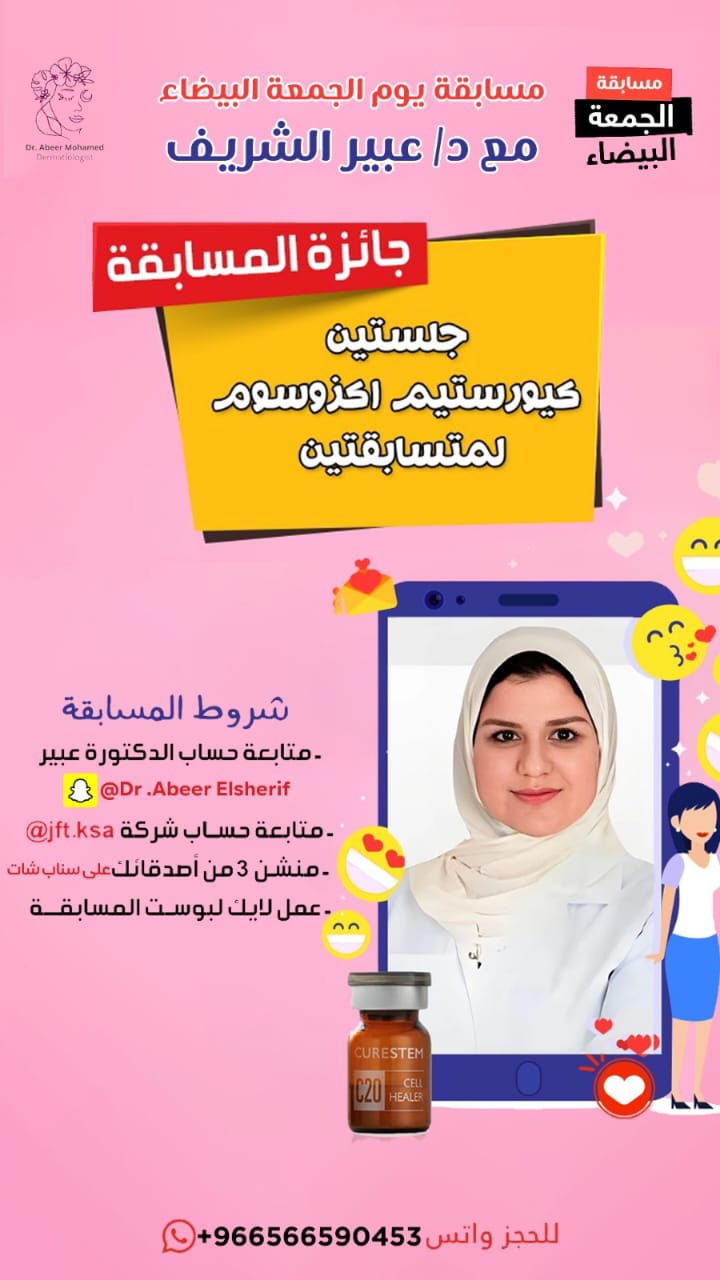 Dr. Abeer Mohamed
Dermatiologist
مسابقة يوم الجمعة البيضاء
مع د/ عبير الشريف
مسابقة
الجمعة
البيضاء
جائزة المسابقة
جلستين
كيورستيم اكزوسوم
لمتسابقتين
شروط المسابقة
-متابعة حساب الدكتورة عبير
@Dr .Abeer Elsherif
-متابعة حساب شركة jft.ksa@
-منشن 3 من أصدقائك على سناب شات
-عمل لايك لبوست المسابقة
CURESTEM
C20
CELL
HEALER
للحجز واتس +966566590453